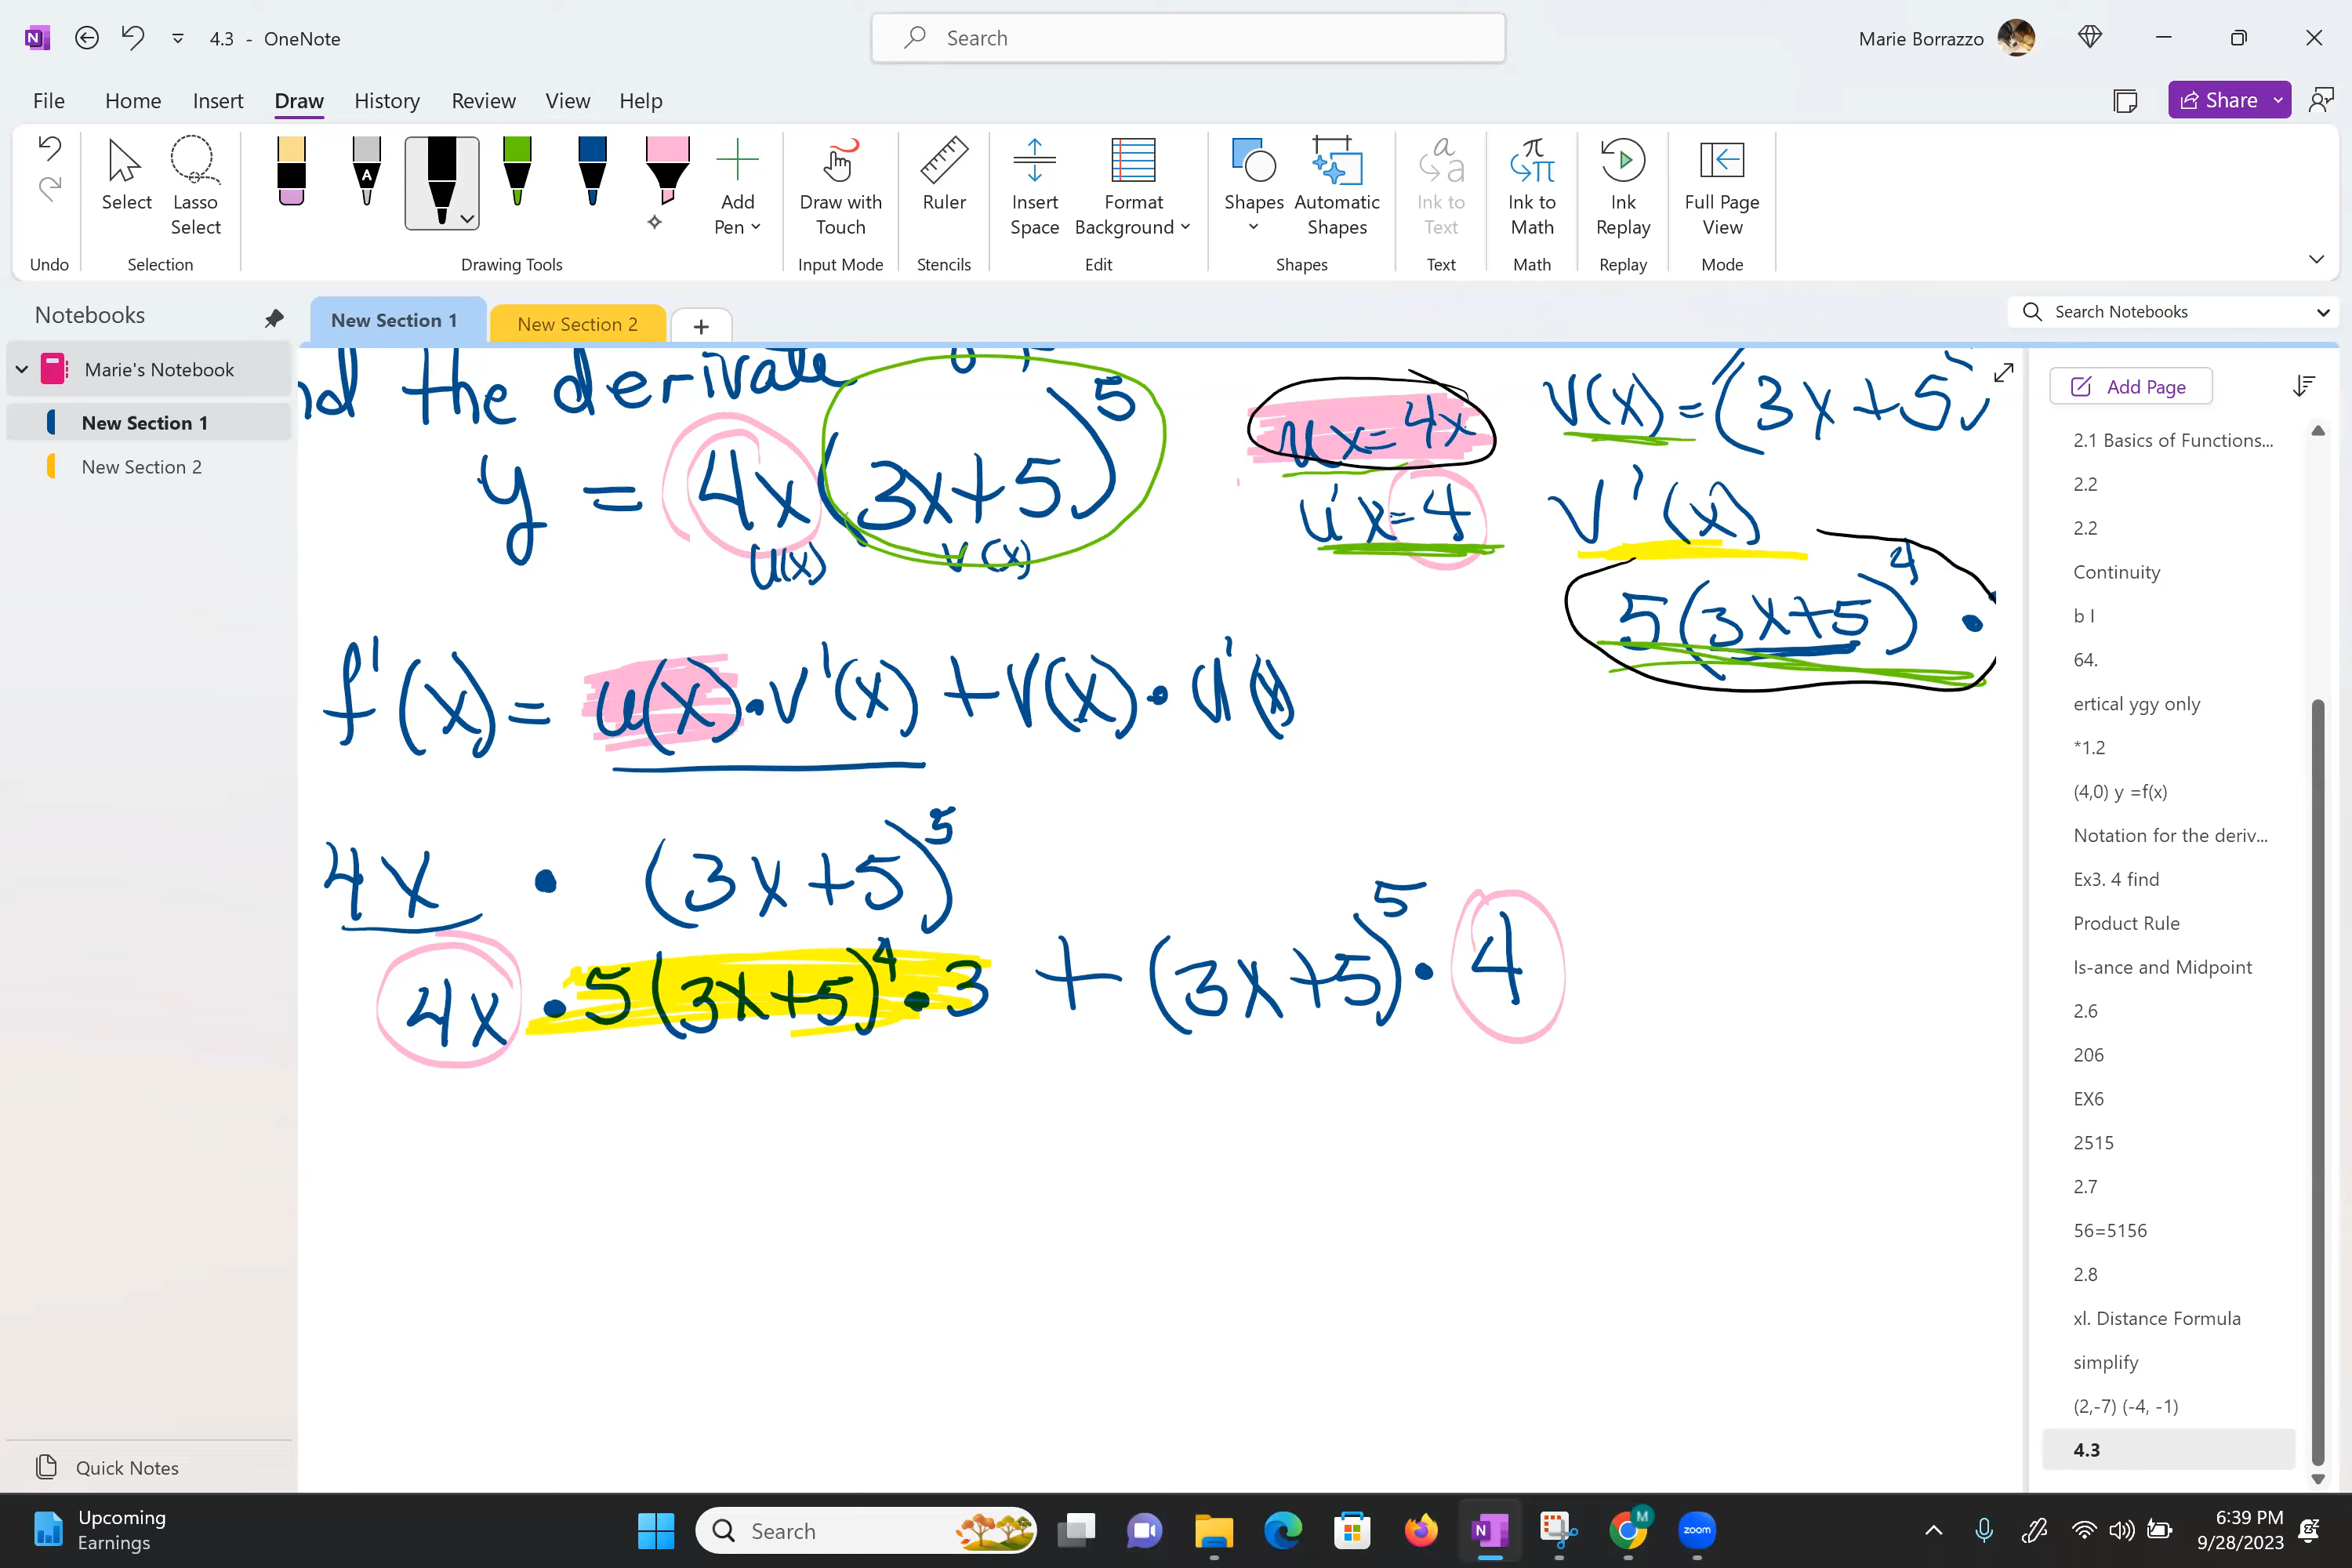 4.3 - OneNote
Search
Marie Borrazzo
File Home Insert Draw History Review View Help
Share
Select
Lasso Select
A
Add Pen
Draw with Touch
Ruler
Insert Space
Format Background
Shapes
Automatic Shapes
Ink to Text
Ink to Math
Ink Replay
Full Page View
Undo
Selection
Drawing Tools
Input Mode
Stencils
Edit
Shapes
Text
Math
Replay
Mode
Notebooks
New Section 1
New Section 2
+
Search Notebooks
Marie's Notebook
New Section 1
New Section 2
Quick Notes
nd the derivate
y = 4x(3x+5)^5
u(x) v(x)
ux=4x
u'x=4
v(x)=(3x+5)
v'(x)
5(3x+5)^4 •
f'(x)= u(x)•v'(x)+v(x)•u'(x)
4x • (3x+5)^5
4x•5(3x+5)^4•3 + (3x+5)^5•4
Add Page
2.1 Basics of Functions...
2.2
2.2
Continuity
b I
64.
ertical ygy only
*1.2
(4,0) y =f(x)
Notation for the deriv...
Ex3. 4 find
Product Rule
Is-ance and Midpoint
2.6
206
EX6
2515
2.7
56=5156
2.8
xl. Distance Formula
simplify
(2,-7) (-4, -1)
4.3
Upcoming
Earnings
Search
N
M
zoom
6:39 PM
9/28/2023